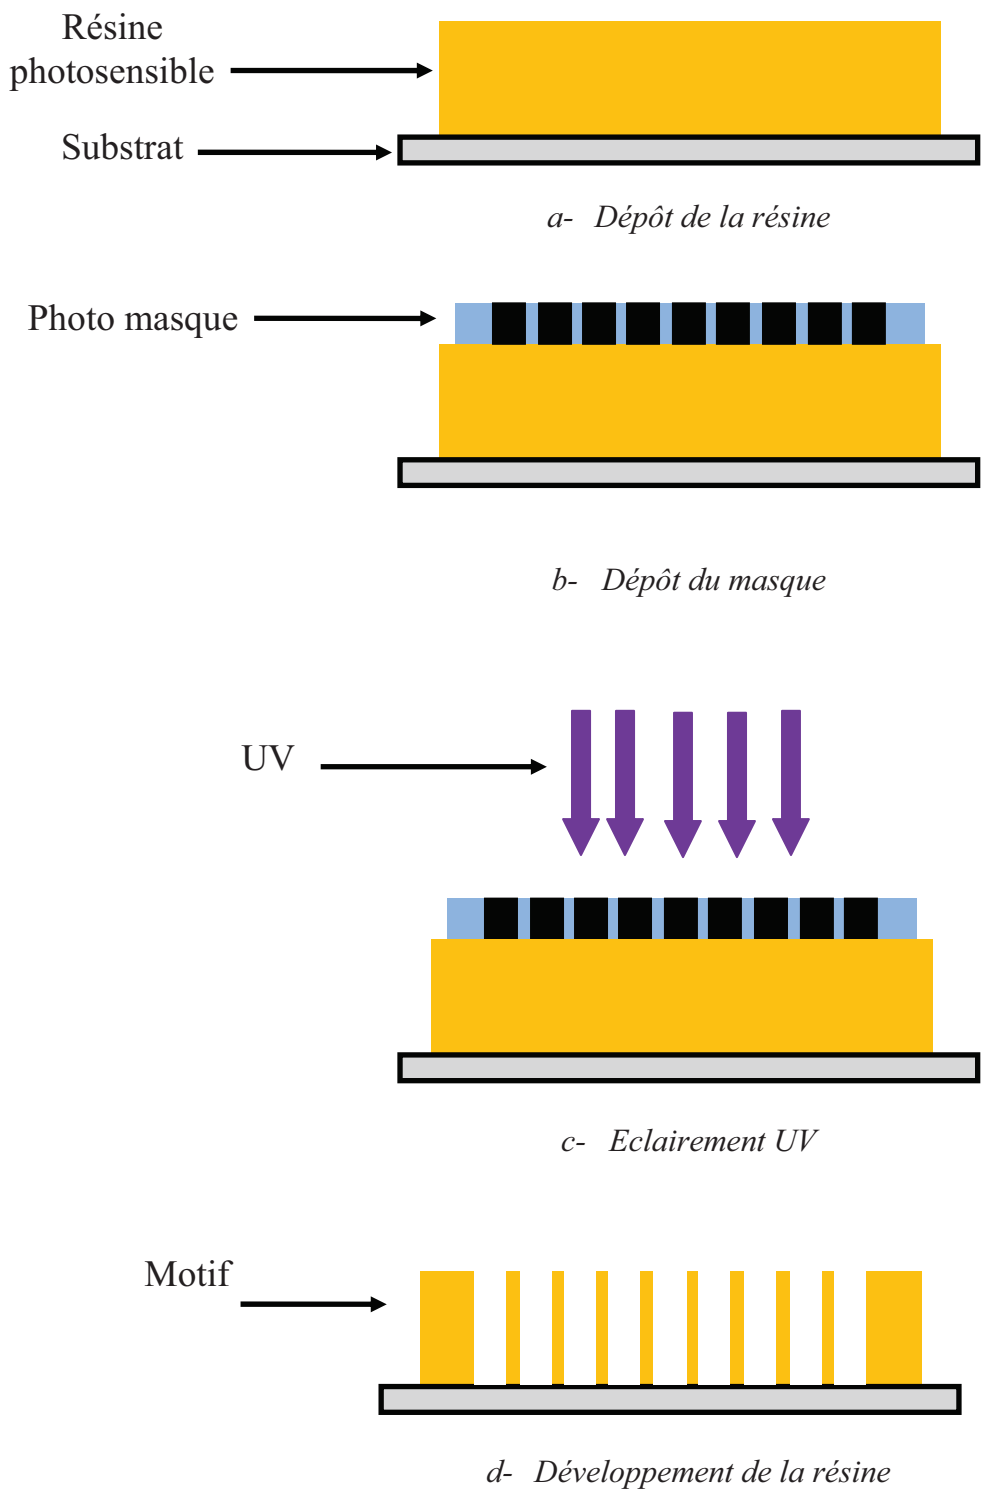 Résine
photosensible
Substrat
a- Dépôt de la résine
Photo masque
b- Dépôt du masque
UV
c- Eclairement UV
Motif
d- Développement de la résine